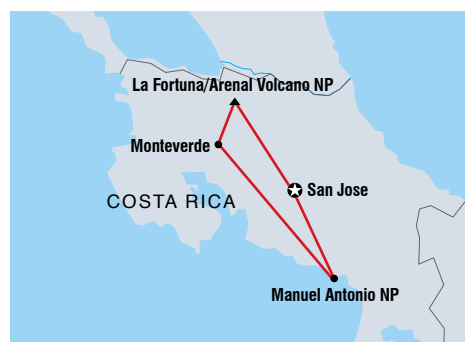 La Fortuna/Arenal Volcano NP
Monteverde
San Jose
COSTA RICA
Manuel Antonio NP